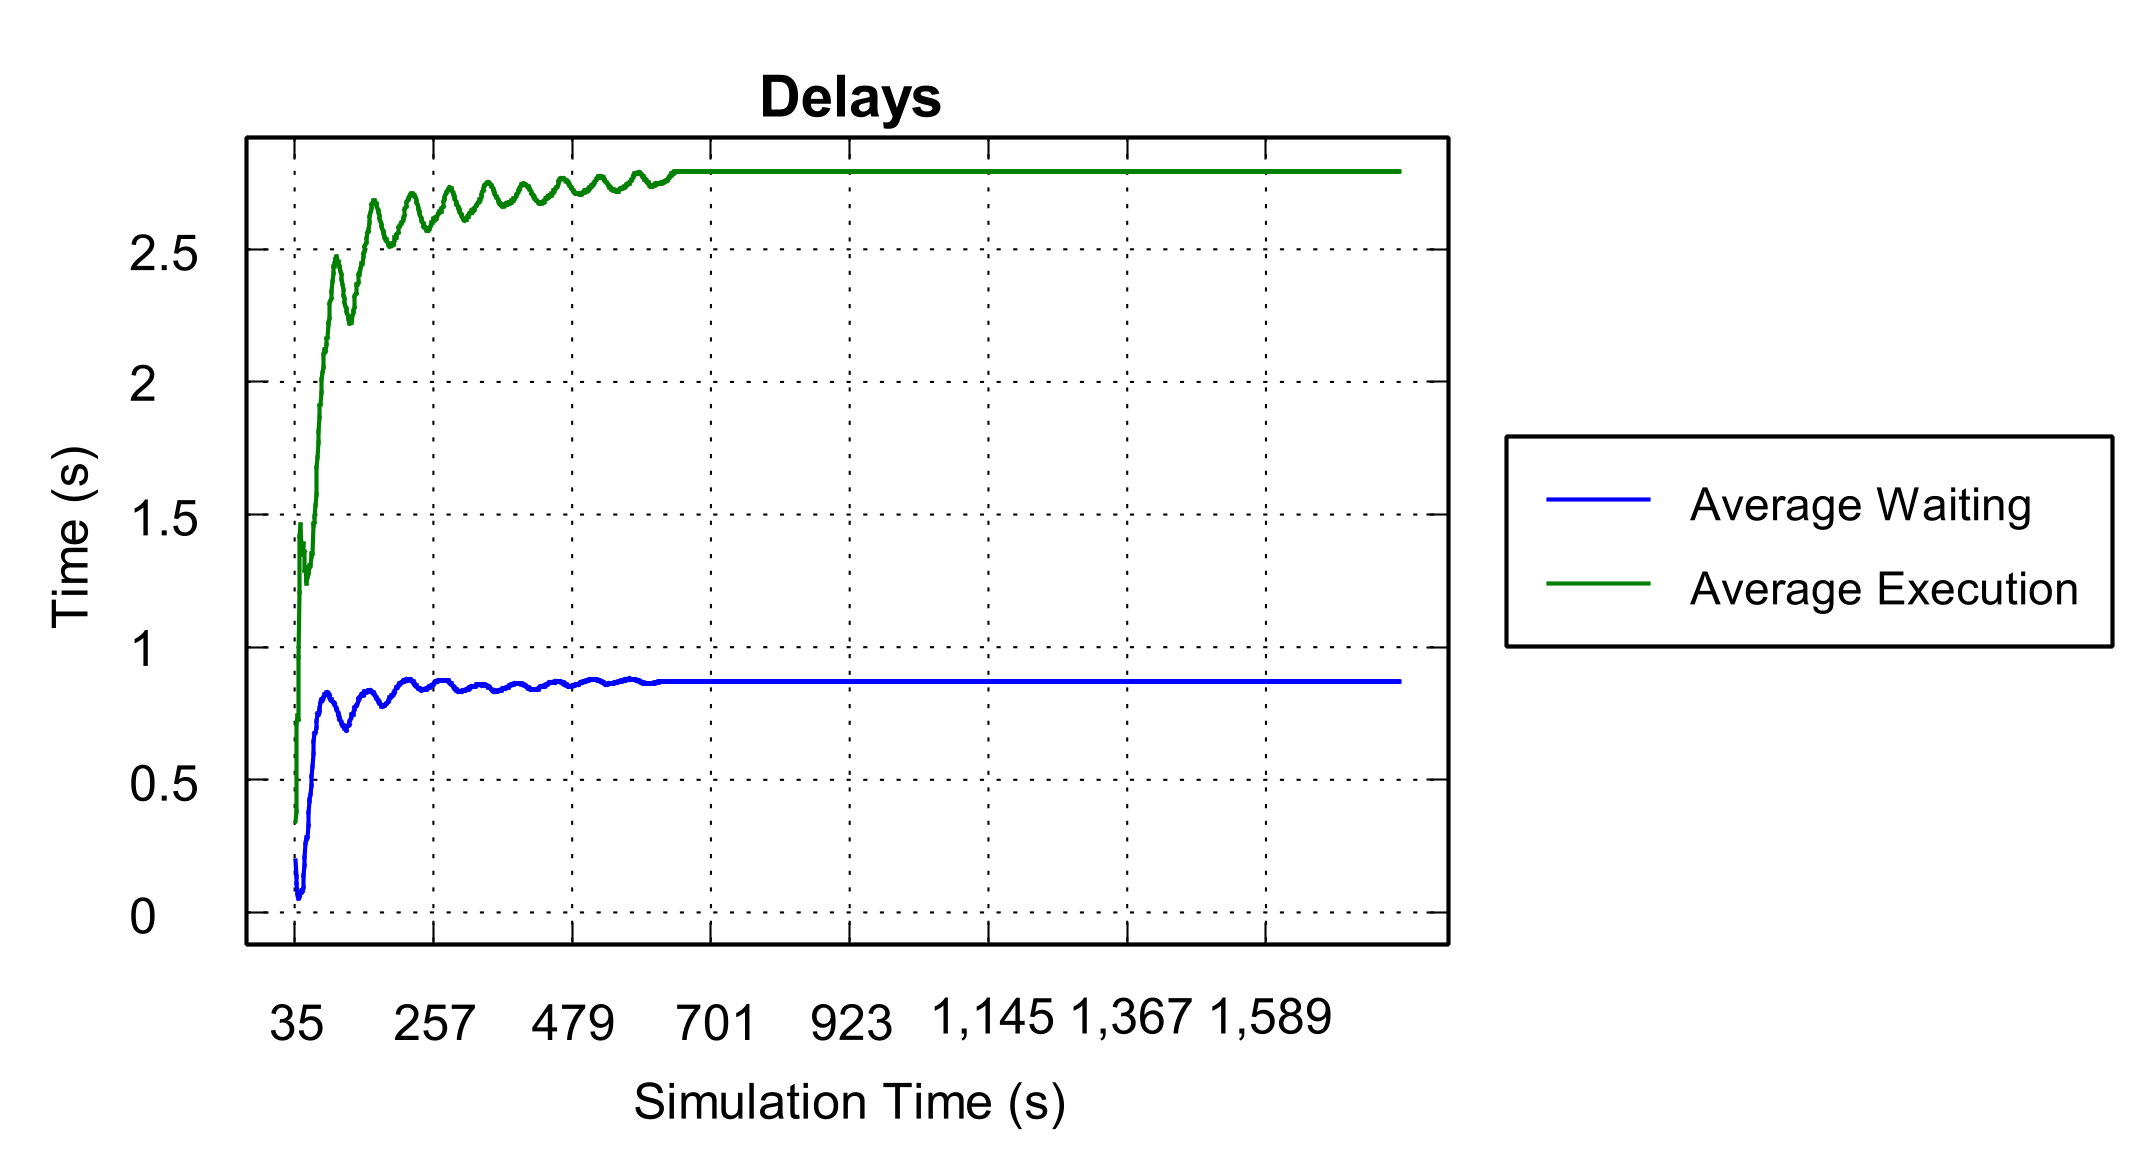 Delays
2.5
2
1.5
1
0.5
0
Time (s)
35 257 479 701 923 1,145 1,367 1,589
Simulation Time (s)
Average Waiting
Average Execution